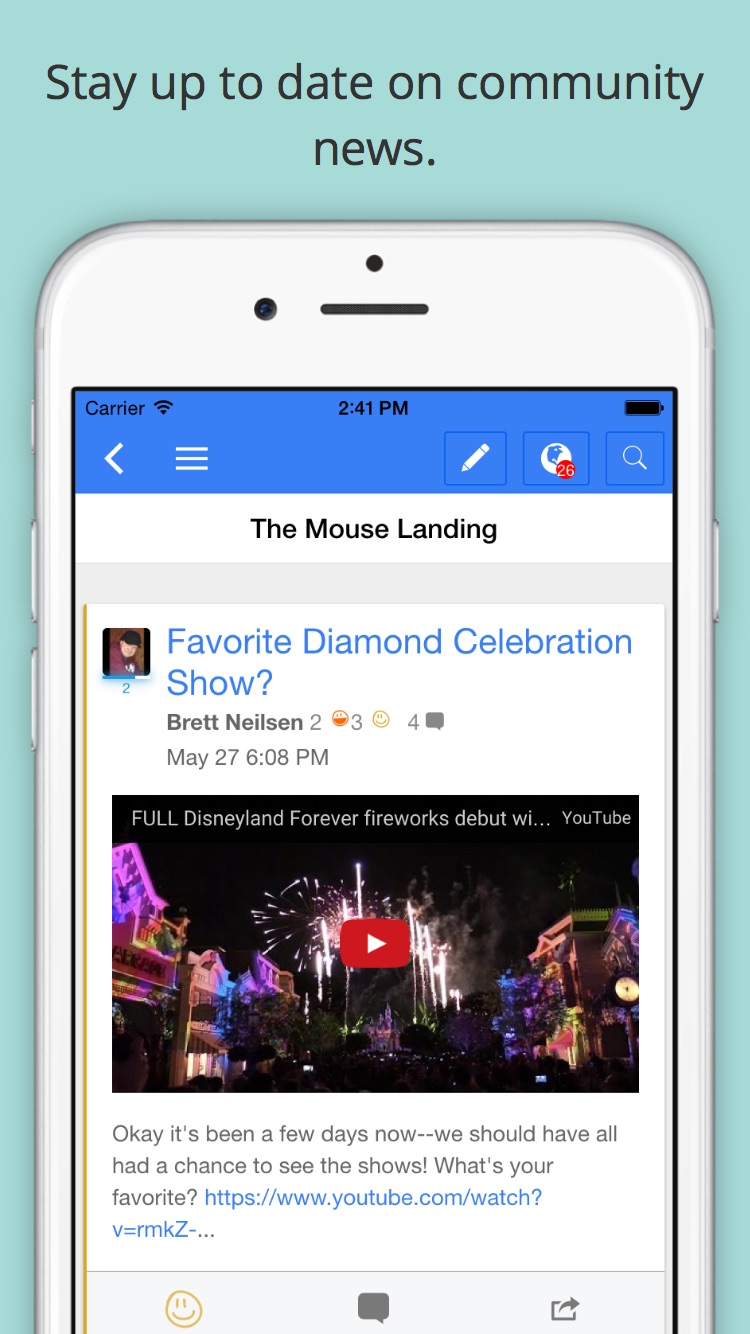 Stay up to date on community
news.
Carrier 2:41 PM
26
The Mouse Landing
Favorite Diamond Celebration
Show?
2
Brett Neilsen 2 3 4
May 27 6:08 PM
FULL Disneyland Forever fireworks debut wi... YouTube
Okay it's been a few days now--we should have all
had a chance to see the shows! What's your
favorite? https://www.youtube.com/watch?
v=rmkZ-...